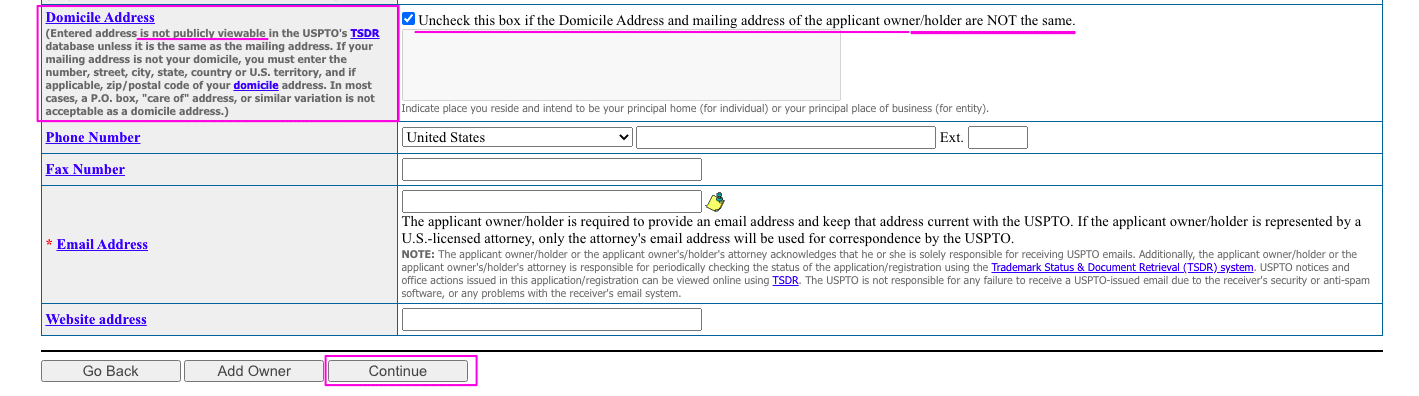 Domicile Address
(Entered address is not publicly viewable in the USPTO's TSDR
database unless it is the same as the mailing address. If your
mailing address is not your domicile, you must enter the
number, street, city, state, country or U.S. territory, and if
applicable, zip/postal code of your domicile address. In most
cases, a P.O. box, "care of" address, or similar variation is not
acceptable as a domicile address.)
Uncheck this box if the Domicile Address and mailing address of the applicant owner/holder are NOT the same.
Indicate place you reside and intend to be your principal home (for individual) or your principal place of business (for entity).
Phone Number
United States
Ext.
Fax Number
* Email Address
The applicant owner/holder is required to provide an email address and keep that address current with the USPTO. If the applicant owner/holder is represented by a
U.S.-licensed attorney, only the attorney's email address will be used for correspondence by the USPTO.
NOTE: The applicant owner/holder or the applicant owner's/holder's attorney acknowledges that he or she is solely responsible for receiving USPTO emails. Additionally, the applicant owner/holder or the
applicant owner's/holder's attorney is responsible for periodically checking the status of the application/registration using the Trademark Status & Document Retrieval (TSDR) system. USPTO notices and
office actions issued in this application/registration can be viewed online using TSDR. The USPTO is not responsible for any failure to receive a USPTO-issued email due to the receiver's security or anti-spam
software, or any problems with the receiver's email system.
Website address
Go Back
Add Owner
Continue